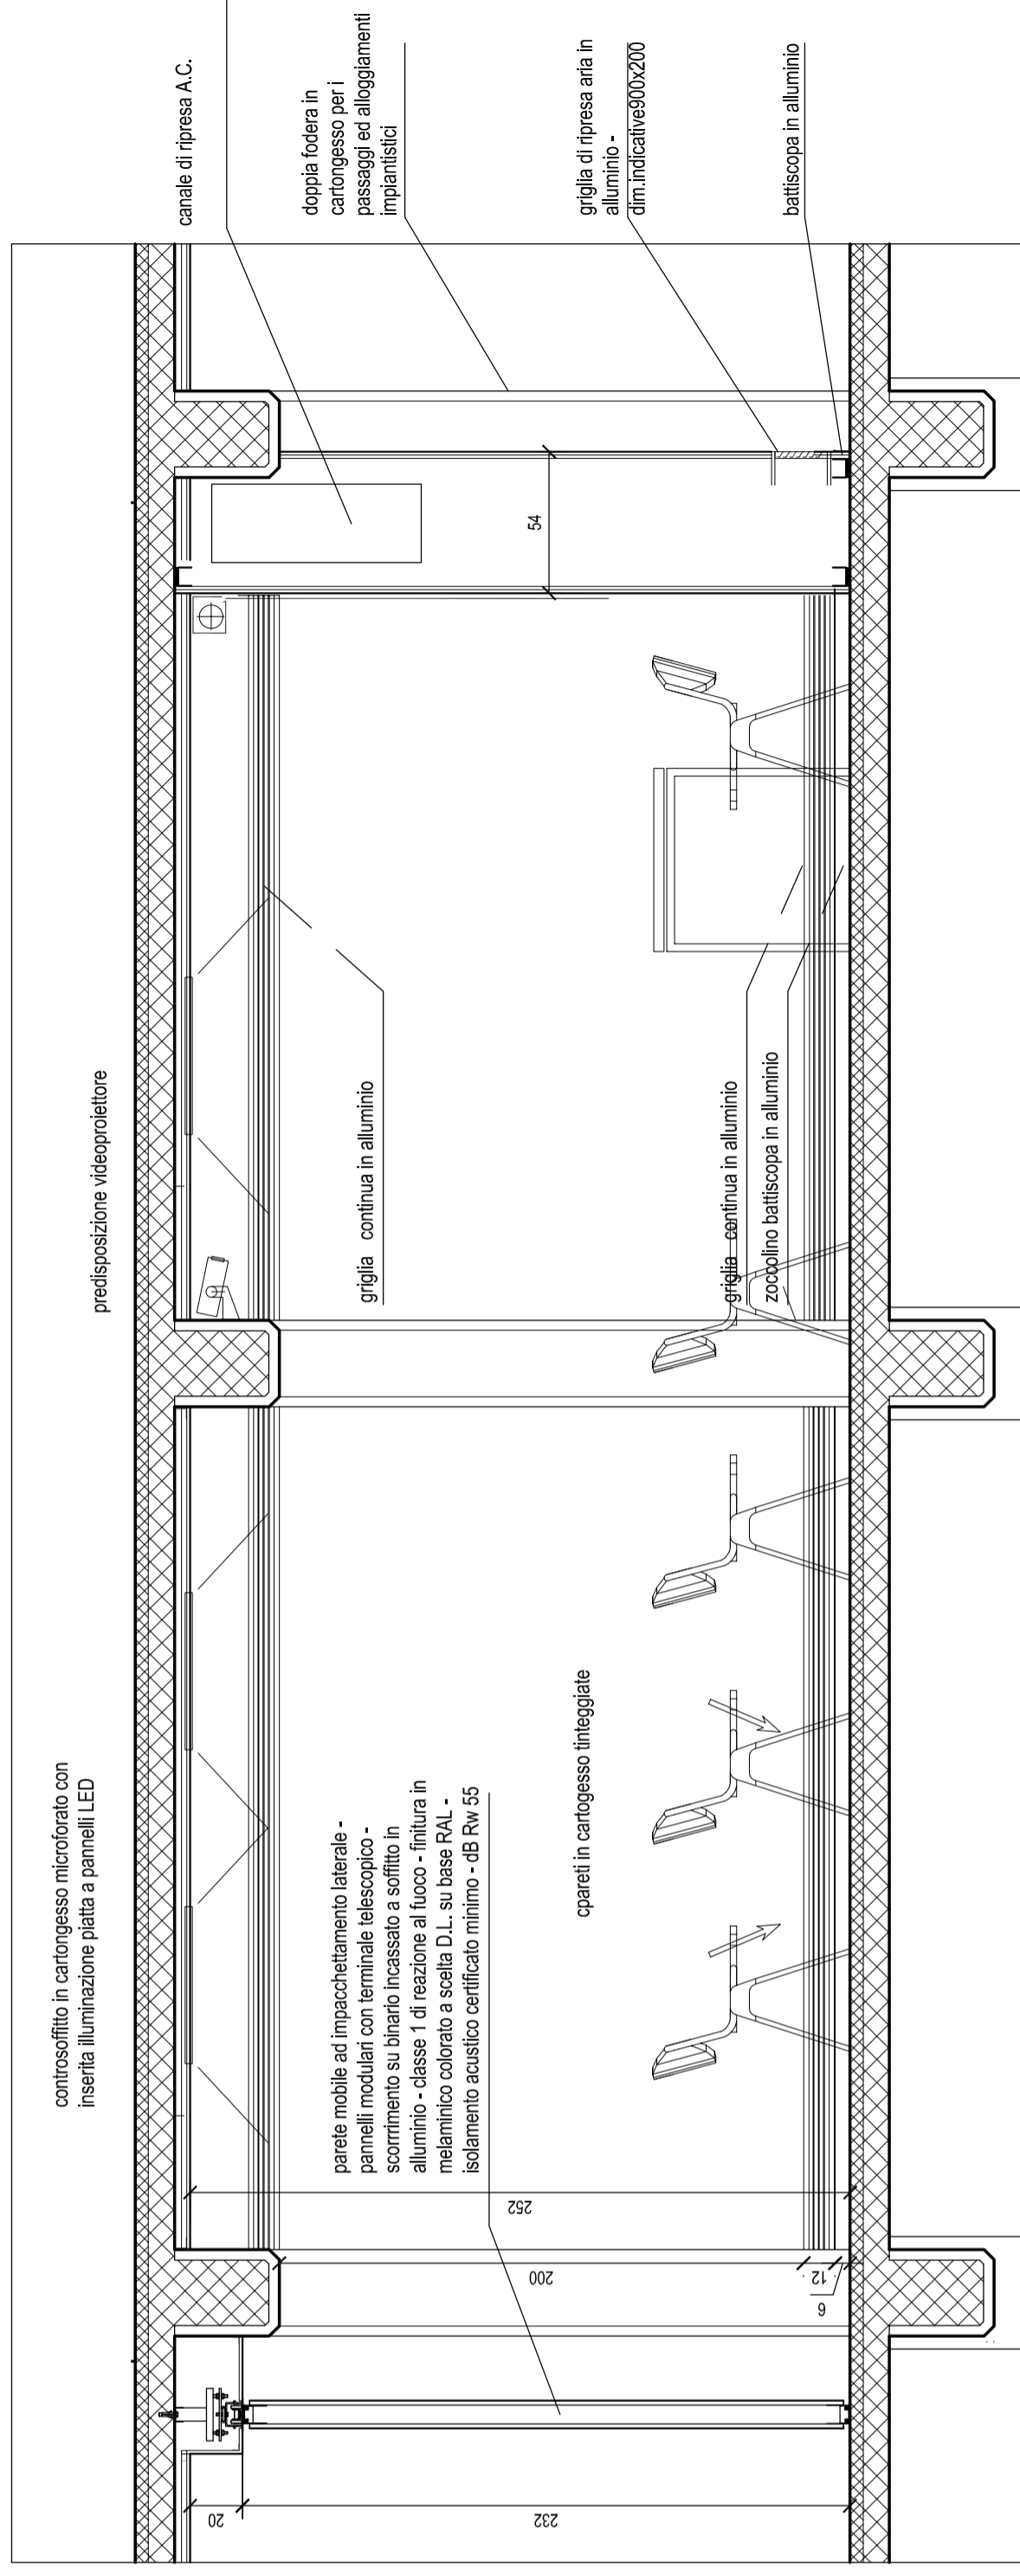 controsoffitto in cartongesso microforato con
inserita illuminazione piatta a pannelli LED
predisposizione videoproiettore
canale di ripresa A.C.
doppia fodera in
cartongesso per i
passaggi ed alloggiamenti
impiantistici
griglia di ripresa aria in
alluminio -
dim.indicative900x200
battiscopa in alluminio
parete mobile ad impacchettamento laterale -
pannelli modulari con terminale telescopico -
scorrrimento su binario incassato a soffitto in
alluminio - classe 1 di reazione al fuoco - finitura in
melaminico colorato a scelta D.L. su base RAL -
isolamento acustico certificato minimo - dB Rw 55
griglia continua in alluminio
cpareti in cartogesso tinteggiate
griglia continua in alluminio
zoccolino battiscopa in alluminio
54
252
200
12
6
20
232